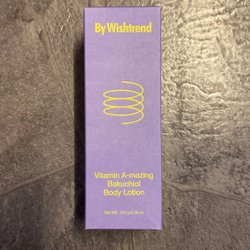 By Wishtrend
Vitamin A-mazing
Bakuchiol
Body Lotion